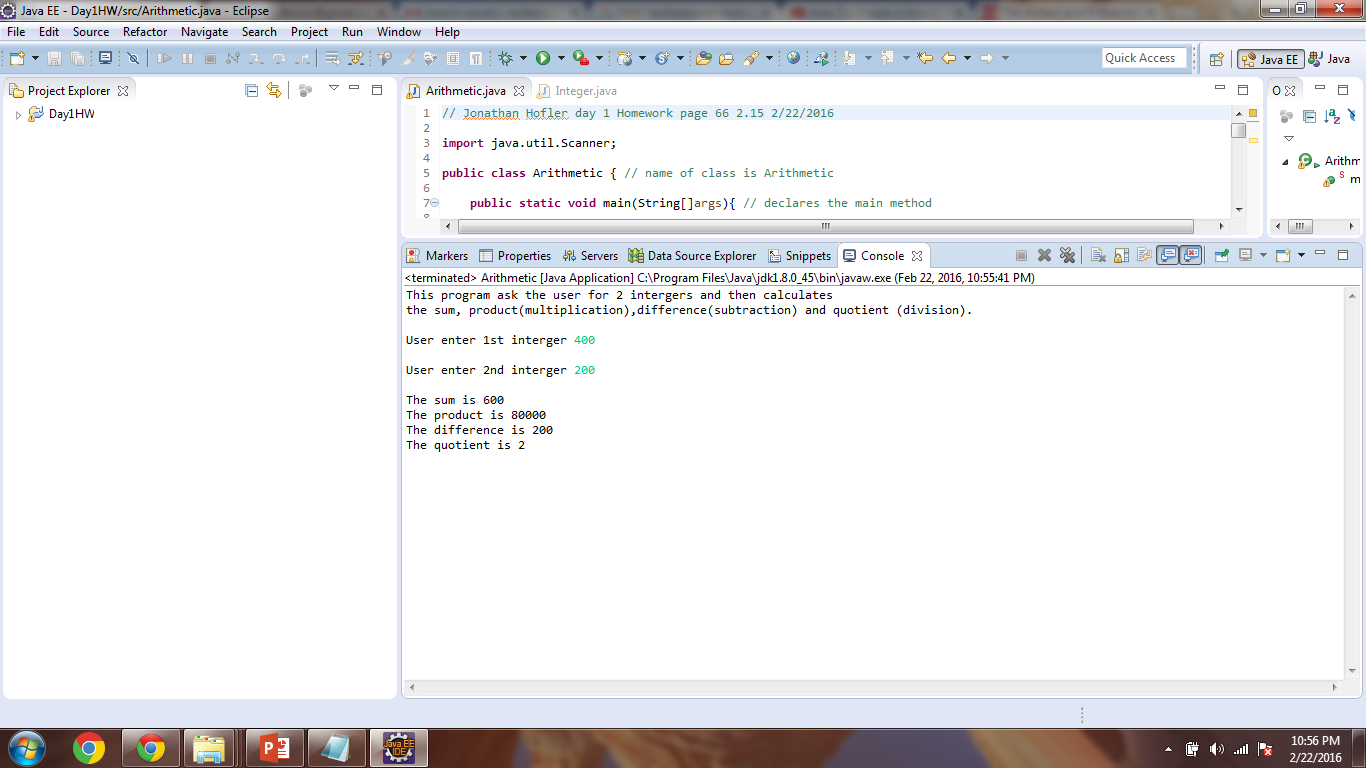 Java EE - Day1HW/src/Arithmetic.java - Eclipse
File Edit Source Refactor Navigate Search Project Run Window Help
Quick Access
Java EE
Java
Project Explorer
Day1HW
Arithmetic.java
Integer.java
1 // Jonathan Hofler day 1 Homework page 66 2.15 2/22/2016
2
3 import java.util.Scanner;
4
5 public class Arithmetic { // name of class is Arithmetic
6
7 public static void main(String[]args){ // declares the main method
O
Arithm
S m
Markers Properties Servers Data Source Explorer Snippets Console
<terminated> Arithmetic [Java Application] C:\Program Files\Java\jdk1.8.0_45\bin\javaw.exe (Feb 22, 2016, 10:55:41 PM)
This program ask the user for 2 intergers and then calculates
the sum, product(multiplication),difference(subtraction) and quotient (division).
User enter 1st interger 400
User enter 2nd interger 200
The sum is 600
The product is 80000
The difference is 200
The quotient is 2
Java EE
IDE
10:56 PM
2/22/2016